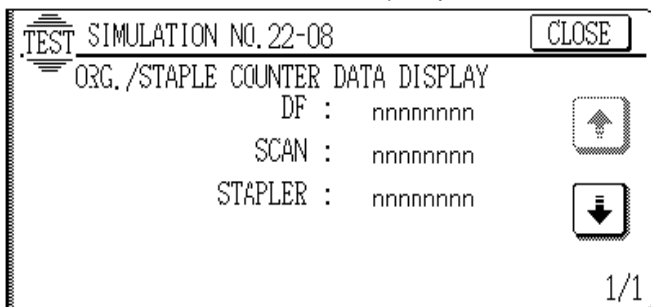 TEST SIMULATION NO.22-08 CLOSE
ORG./STAPLE COUNTER DATA DISPLAY
DF : nnnnnnnn
SCAN : nnnnnnnn
STAPLER : nnnnnnnn
1/1